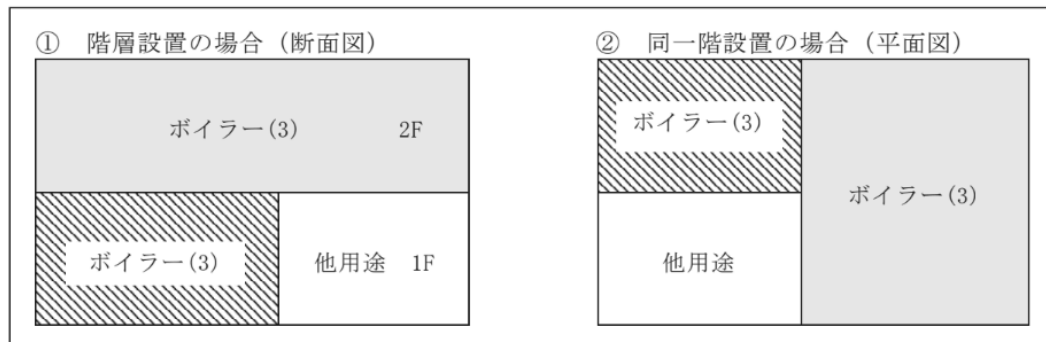 ① 階層設置の場合（断面図）
ボイラー(3) 2F
ボイラー(3)
他用途 1F
② 同一階設置の場合（平面図）
ボイラー(3)
ボイラー(3)
他用途